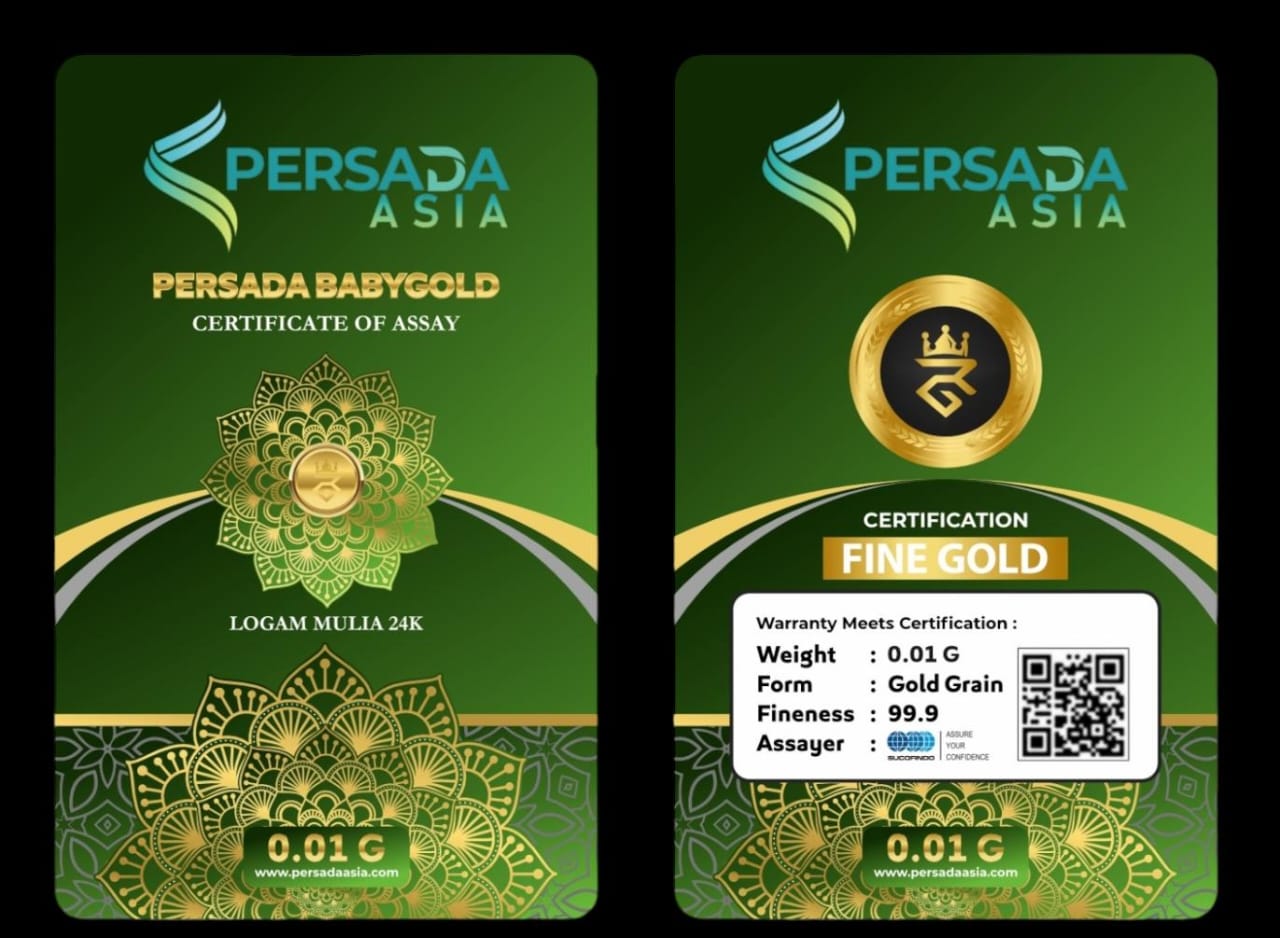 PERSADA
ASIA
PERSADA BABYGOLD
CERTIFICATE OF ASSAY
LOGAM MULIA 24K
0.01 G
www.persadaasia.com
PERSADA
ASIA
CERTIFICATION
FINE GOLD
Warranty Meets Certification :
Weight : 0.01 G
Form : Gold Grain
Fineness : 99.9
Assayer : SUCOFINDO
ASSURE
YOUR
CONFIDENCE
0.01 G
www.persadaasia.com